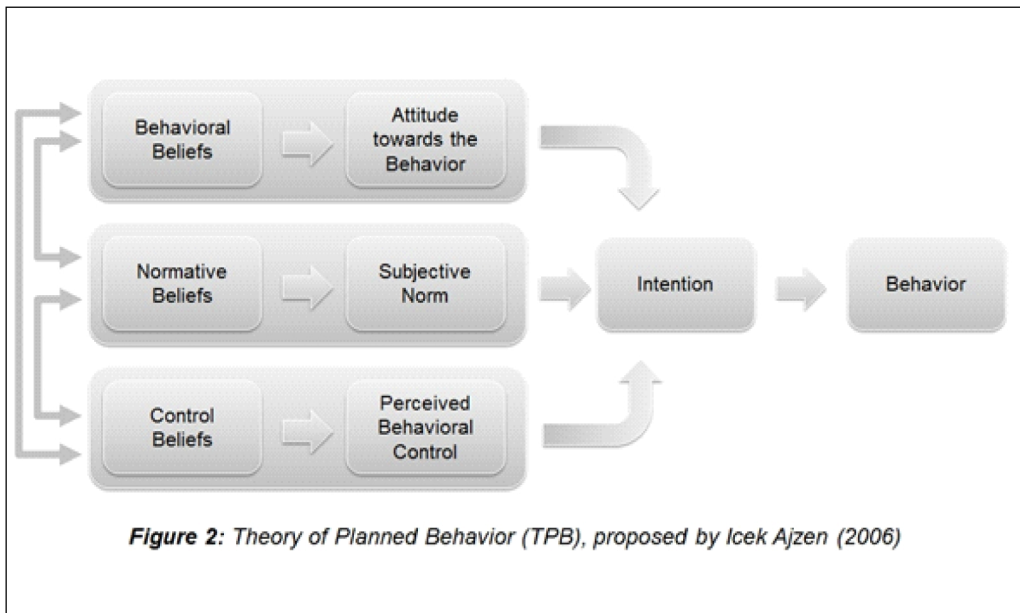 Behavioral
Beliefs
Attitude
towards the
Behavior
Normative
Beliefs
Subjective
Norm
Intention
Behavior
Control
Beliefs
Perceived
Behavioral
Control
Figure 2: Theory of Planned Behavior (TPB), proposed by Icek Ajzen (2006)